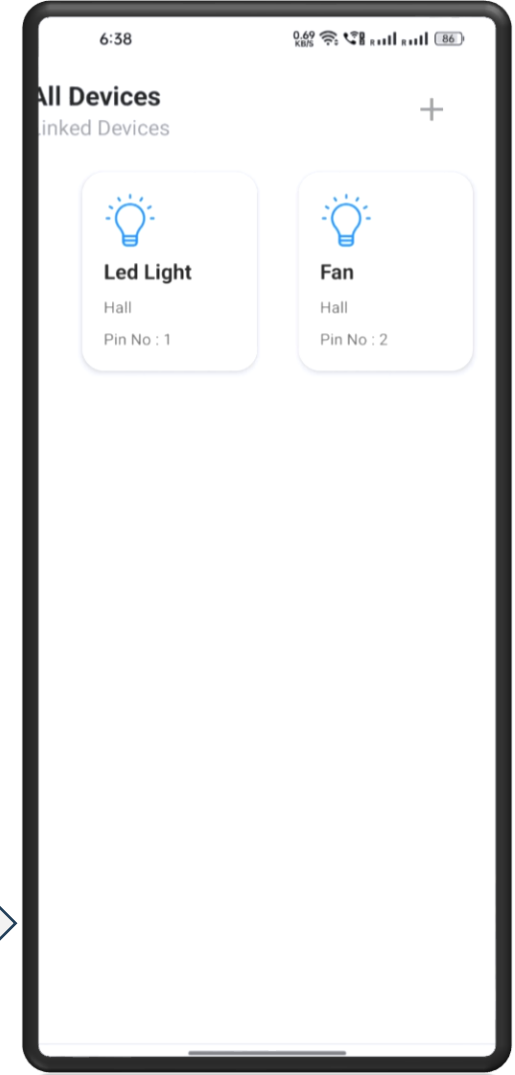 6:38 0.69 KB/S R R 86
All Devices
Linked Devices
Led Light
Hall
Pin No : 1
Fan
Hall
Pin No : 2